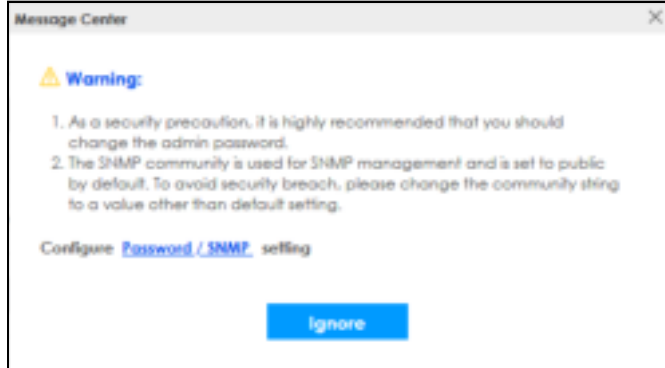 Message Center
Warning:
1. As a security precaution, it is highly recommended that you should
change the admin password.
2. The SNMP community is used for SNMP management and is set to public
by default. To avoid security breach, please change the community string
to a value other than default setting.
Configure Password / SNMP setting
Ignore